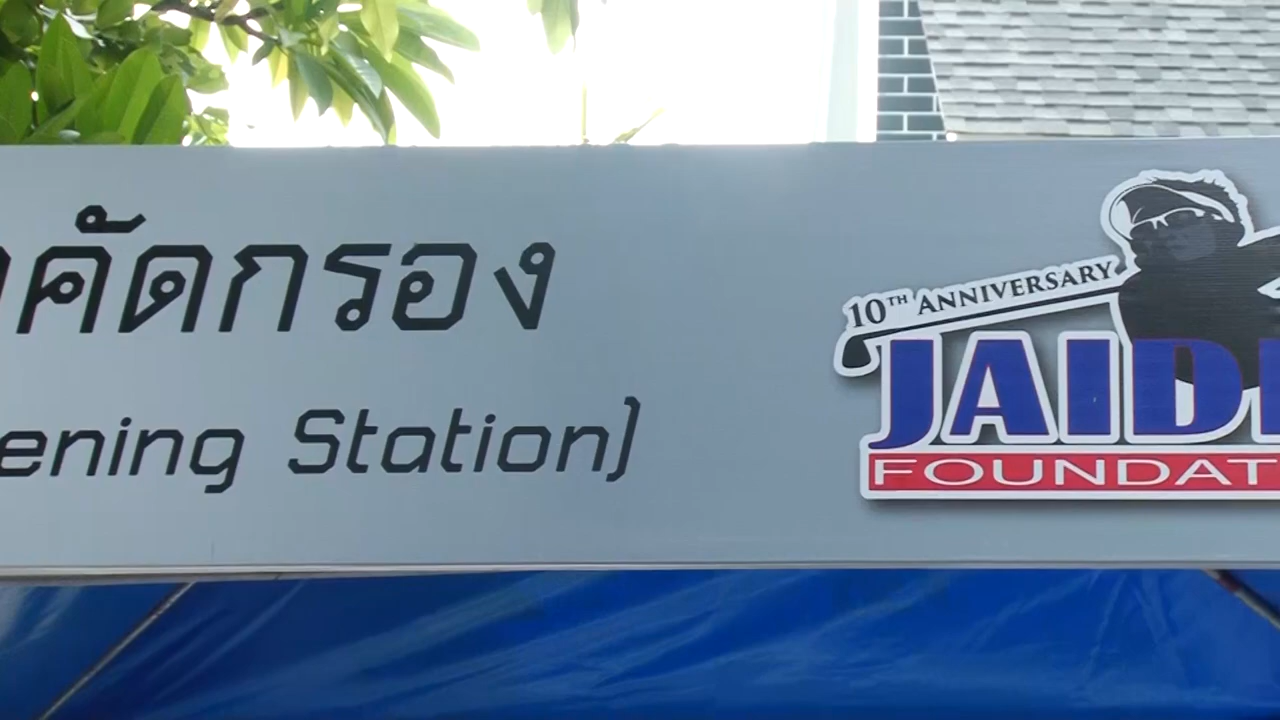 คัดกรอง
ening Station)
10TH ANNIVERSARY
JAID
FOUNDAT